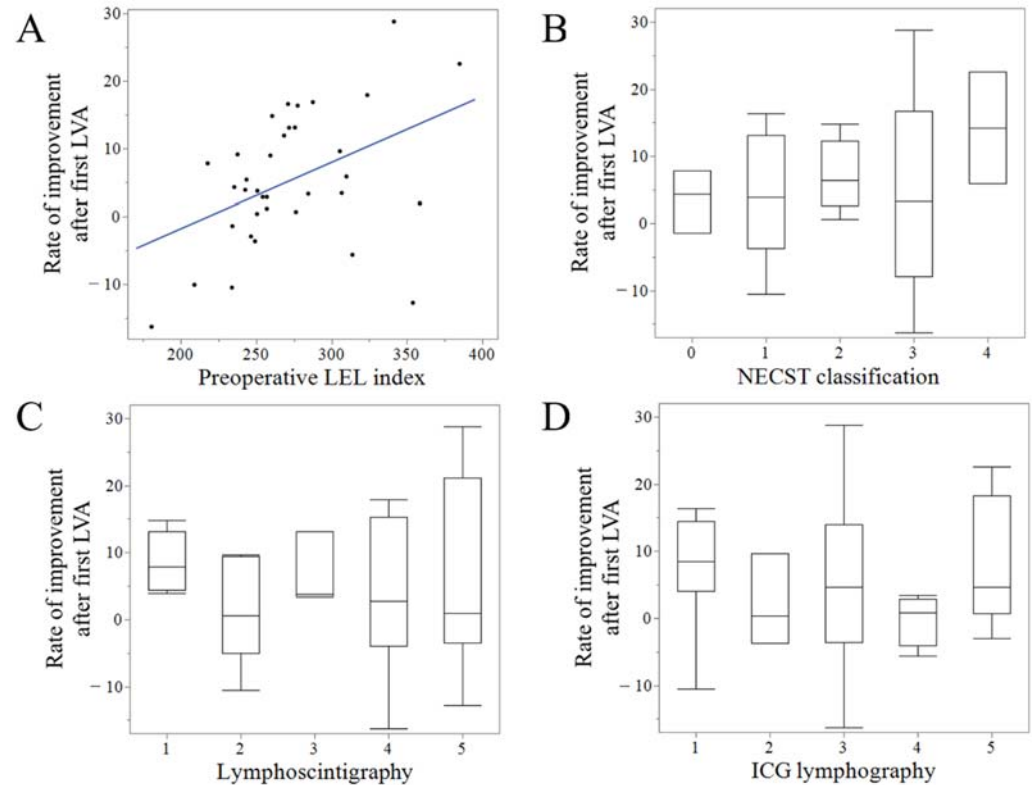 A
Rate of improvement
after first LVA
30
20
10
0
− 10
200 250 300 350 400
Preoperative LEL index
B
Rate of improvement
after first LVA
30
20
10
0
− 10
0 1 2 3 4
NECST classification
C
Rate of improvement
after first LVA
30
20
10
0
− 10
1 2 3 4 5
Lymphoscintigraphy
D
Rate of improvement
after first LVA
30
20
10
0
− 10
1 2 3 4 5
ICG lymphography